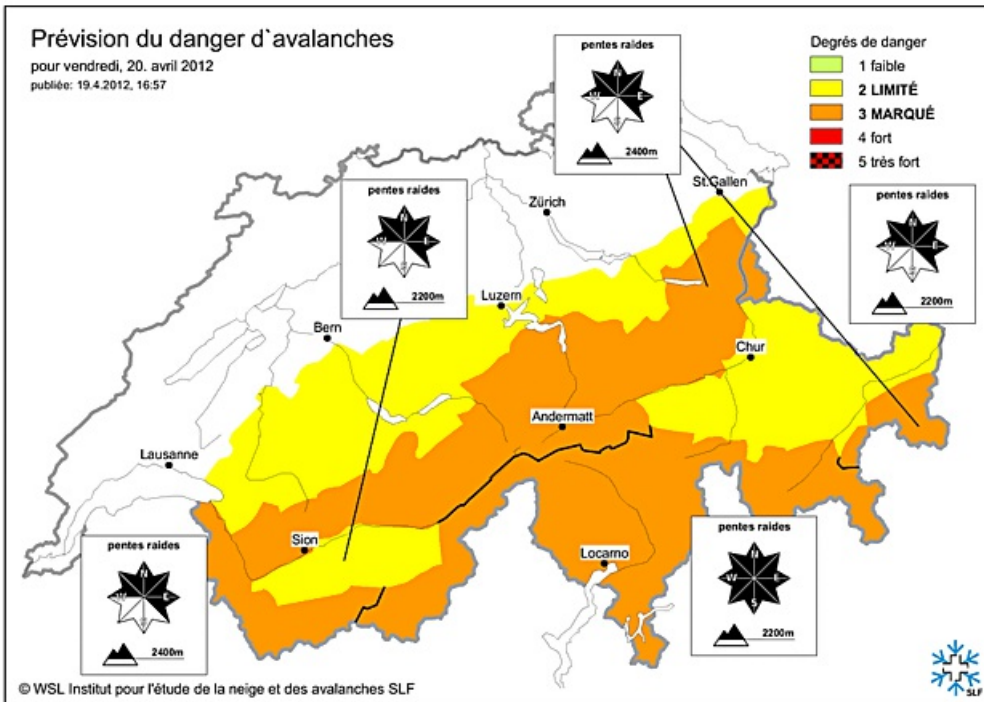 Prévision du danger d`avalanches
pour vendredi, 20. avril 2012
publiée: 19.4.2012, 16:57
pentes raides
N
W E
S
2400m
Degrés de danger
1 faible
2 LIMITÉ
3 MARQUÉ
4 fort
5 très fort
pentes raides
N
W E
S
2200m
pentes raides
N
W E
S
2200m
St.Gallen
Zürich
Luzern
Bern
Chur
Andermatt
Lausanne
Sion
Locarno
pentes raides
N
W E
S
2400m
pentes raides
N
W E
S
2200m
© WSL Institut pour l'étude de la neige et des avalanches SLF
SLF